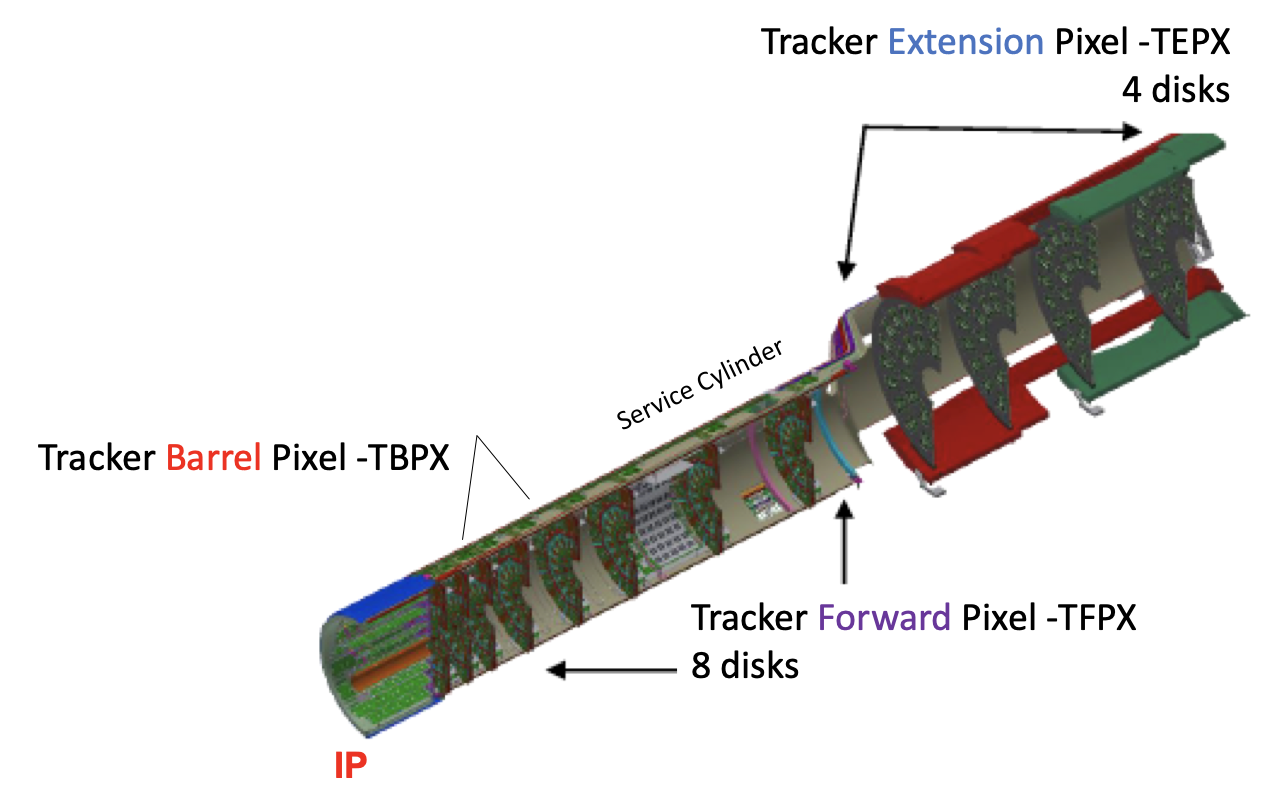 Tracker Extension Pixel -TEPX
4 disks
Service Cylinder
Tracker Barrel Pixel -TBPX
Tracker Forward Pixel -TFPX
8 disks
IP